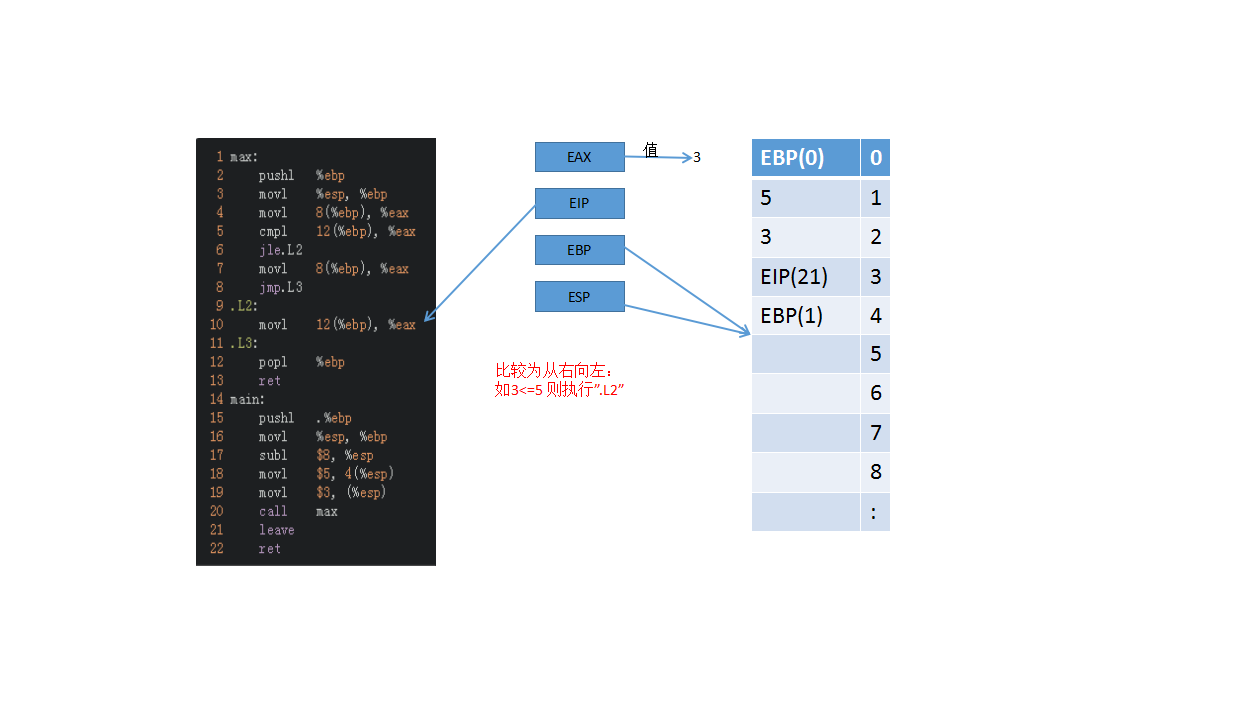 1 max:
2 pushl %ebp
3 movl %esp, %ebp
4 movl 8(%ebp), %eax
5 cmpl 12(%ebp), %eax
6 jle.L2
7 movl 8(%ebp), %eax
8 jmp.L3
9 .L2:
10 movl 12(%ebp), %eax
11 .L3:
12 popl %ebp
13 ret
14 main:
15 pushl .%ebp
16 movl %esp, %ebp
17 subl $8, %esp
18 movl $5, 4(%esp)
19 movl $3, (%esp)
20 call max
21 leave
22 ret
EAX
值
3
EIP
EBP
ESP
比较为从右向左：
如3<=5 则执行”.L2”
EBP(0) 0
5 1
3 2
EIP(21) 3
EBP(1) 4
5
6
7
8
: